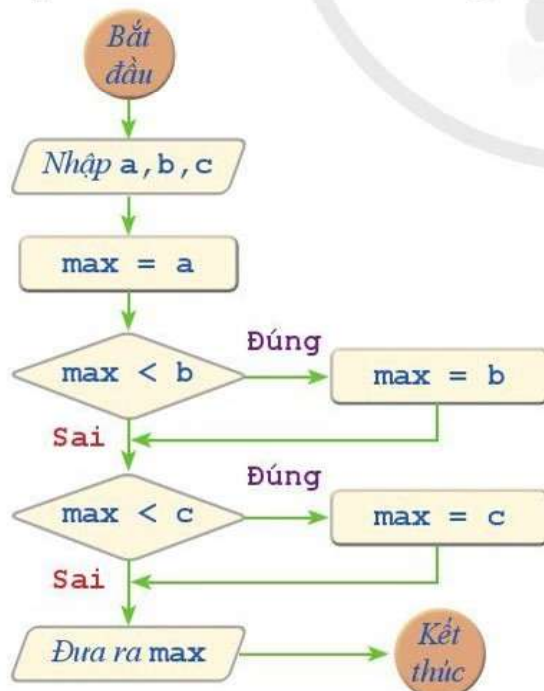 Bắt
đầu
Nhập a,b,c
max = a
Đúng
max < b
max = b
Sai
Đúng
max < c
max = c
Sai
Đưa ra max
Kết
thúc